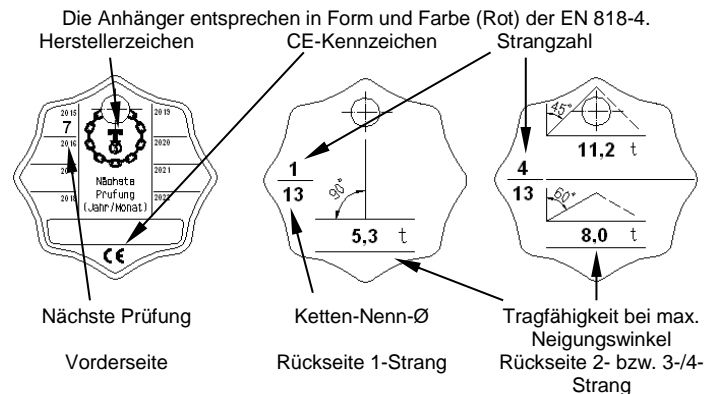 Die Anhänger entsprechen in Form und Farbe (Rot) der EN 818-4.
Herstellerzeichen
CE-Kennzeichen
Strangzahl
2015
2019
7
2016
2020
2021
2018
2022
Nächste
Prüfung
(Jahr/Monat)
CE
1
13
90°
5,3 t
45°
11,2 t
4
13
60°
8,0 t
Nächste Prüfung
Ketten-Nenn-Ø
Tragfähigkeit bei max.
Neigungswinkel
Vorderseite
Rückseite 1-Strang
Rückseite 2- bzw. 3-/4-
Strang